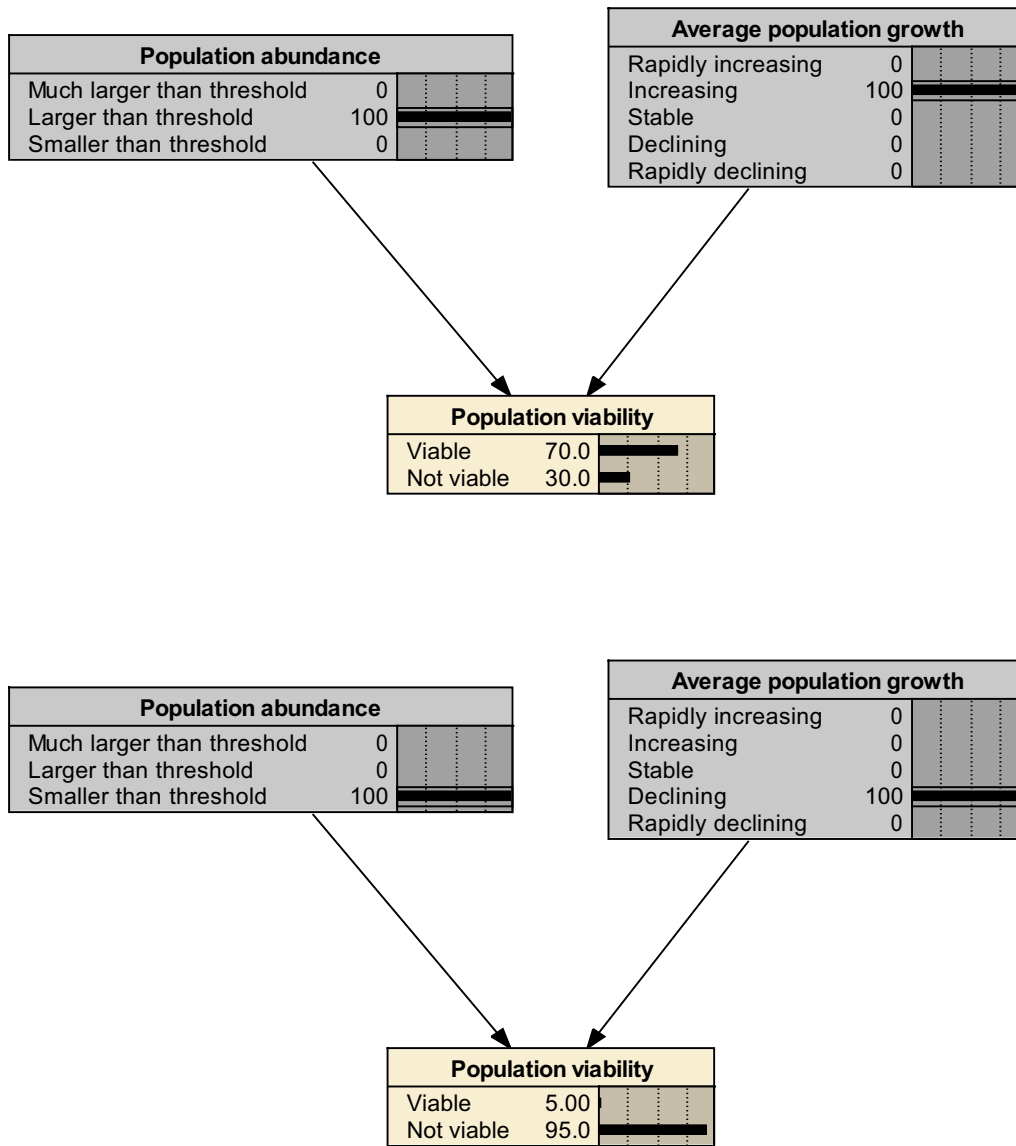 Population abundance
Much larger than threshold 0
Larger than threshold 100
Smaller than threshold 0
Average population growth
Rapidly increasing 0
Increasing 100
Stable 0
Declining 0
Rapidly declining 0
Population viability
Viable 70.0
Not viable 30.0
Population abundance
Much larger than threshold 0
Larger than threshold 0
Smaller than threshold 100
Average population growth
Rapidly increasing 0
Increasing 0
Stable 0
Declining 100
Rapidly declining 0
Population viability
Viable 5.00
Not viable 95.0